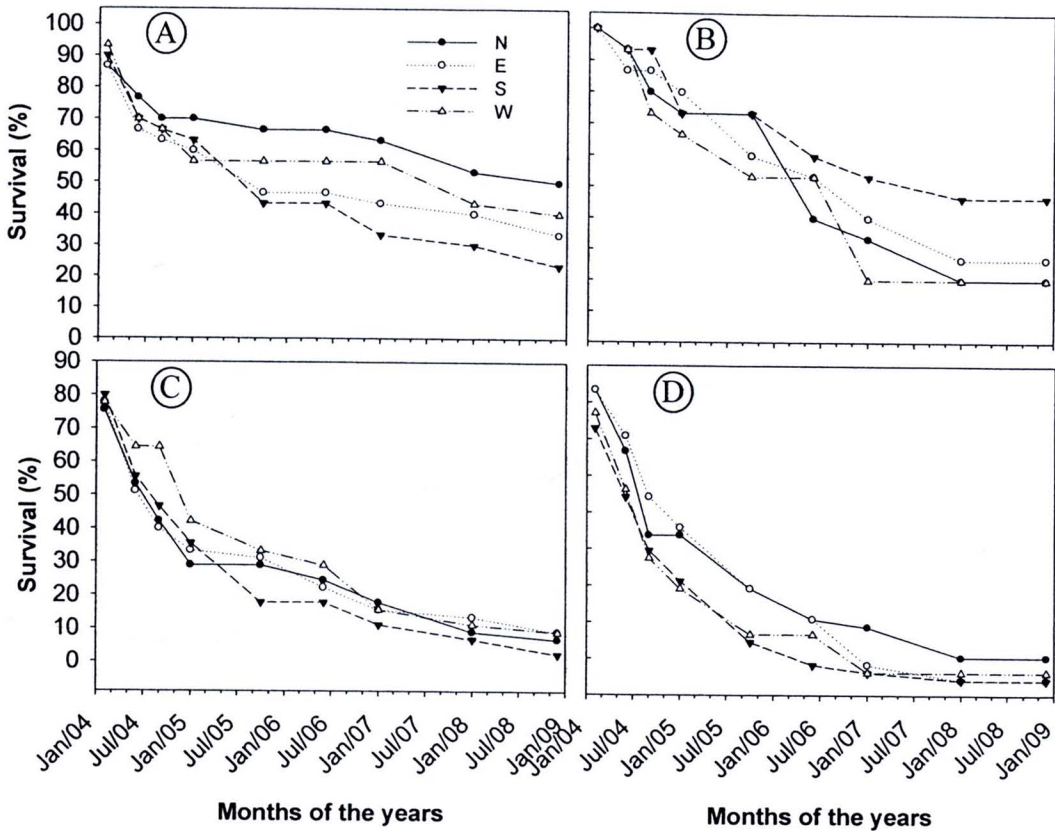 100
90
80
70
60
50
40
30
20
10
0
Survival (%)
A
N
E
S
W
B
90
80
70
60
50
40
30
20
10
0
Survival (%)
C
D
Jan/04
Jul/04
Jan/05
Jul/05
Jan/06
Jul/06
Jan/07
Jul/07
Jan/08
Jul/08
Jan/09
Jan/04
Jul/04
Jan/05
Jul/05
Jan/06
Jul/06
Jan/07
Jul/07
Jan/08
Jul/08
Jan/09
Months of the years
Months of the years